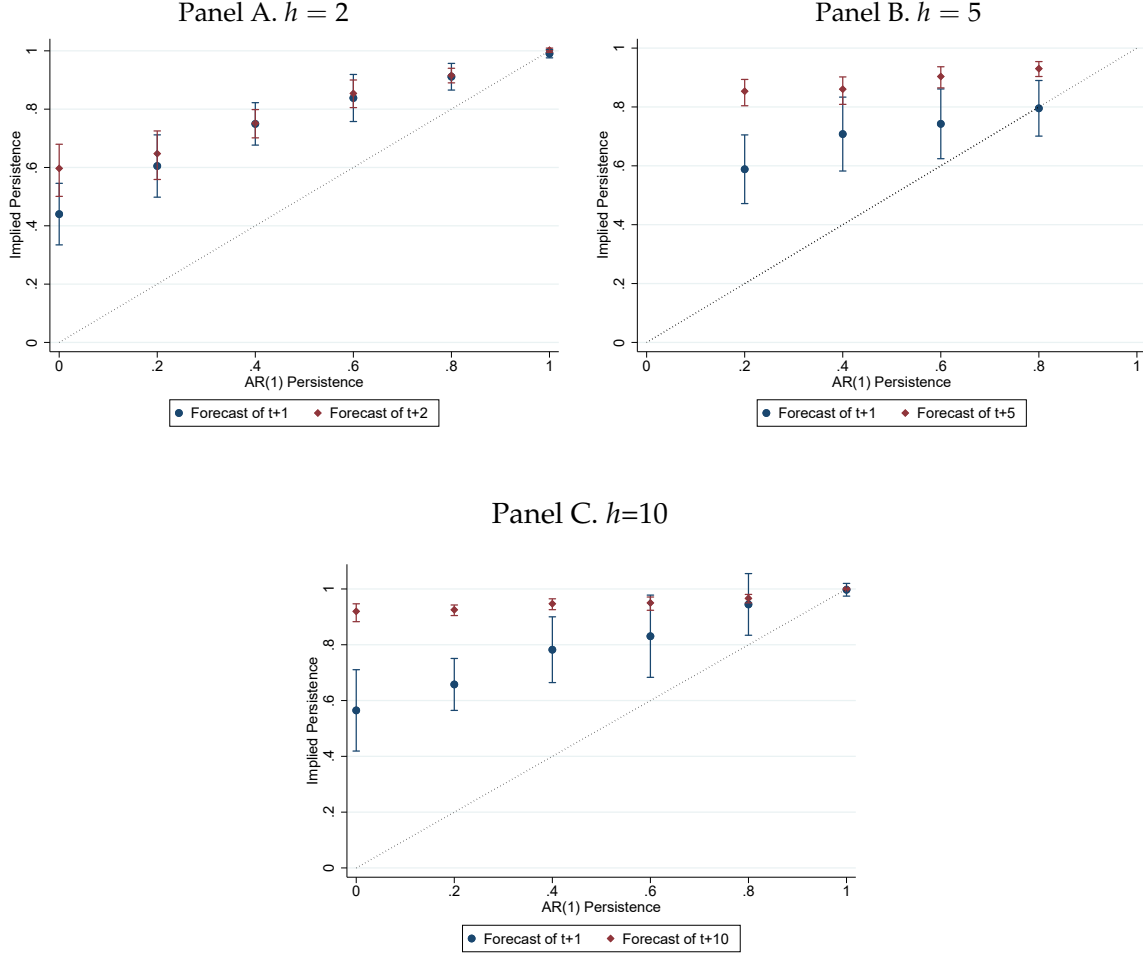 Panel A. h = 2
1
.8
.6
.4
.2
0
Implied Persistence
0 .2 .4 .6 .8 1
AR(1) Persistence
Forecast of t+1 Forecast of t+2
Panel B. h = 5
1
.8
.6
.4
.2
0
Implied Persistence
0 .2 .4 .6 .8 1
AR(1) Persistence
Forecast of t+1 Forecast of t+5
Panel C. h=10
1
.8
.6
.4
.2
0
Implied Persistence
0 .2 .4 .6 .8 1
AR(1) Persistence
Forecast of t+1 Forecast of t+10